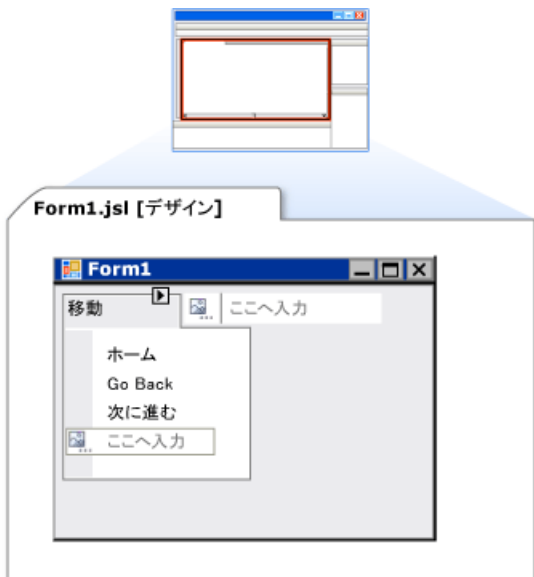 Form1.jsl [デザイン]
Form1
移動 ここへ入力
ホーム
Go Back
次に進む
ここへ入力